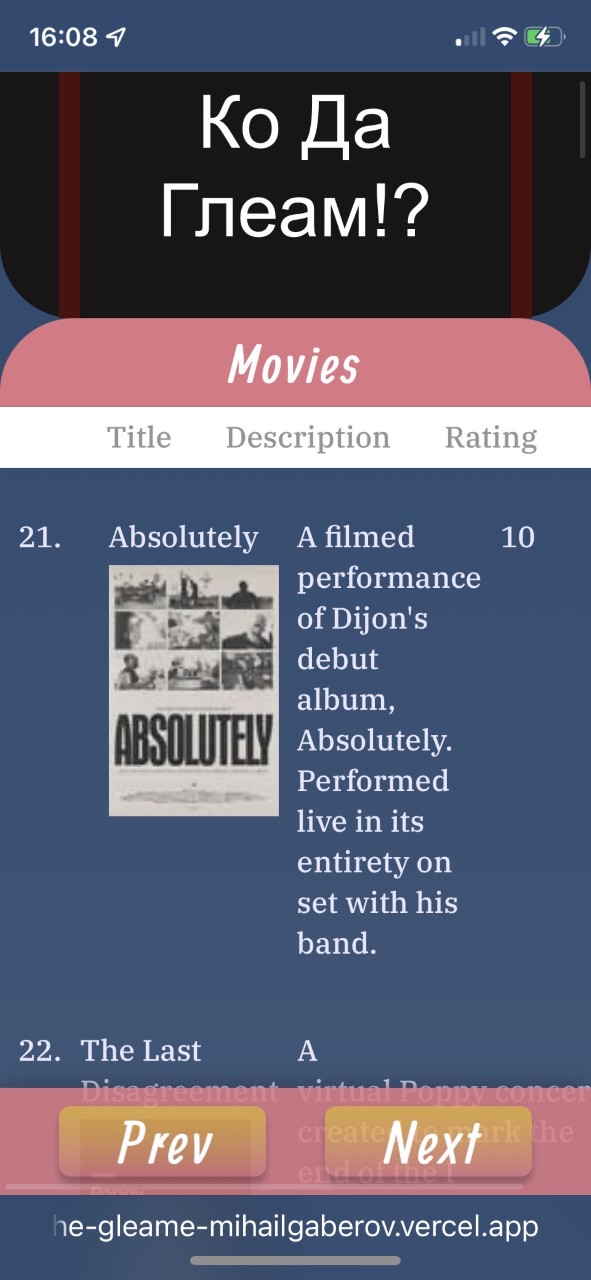 16:08
Ко Да
Глеам!?
Movies
Title Description Rating
21. Absolutely A filmed 10
performance
of Dijon's
debut
album,
Absolutely.
Performed
live in its
entirety on
set with his
band.
ABSOLUTELY
22. The Last A
Disagreement virtual Poppy concer
created to mark the
end of the I
Poppy
Prev Next
he-gleame-mihailgaberov.vercel.app